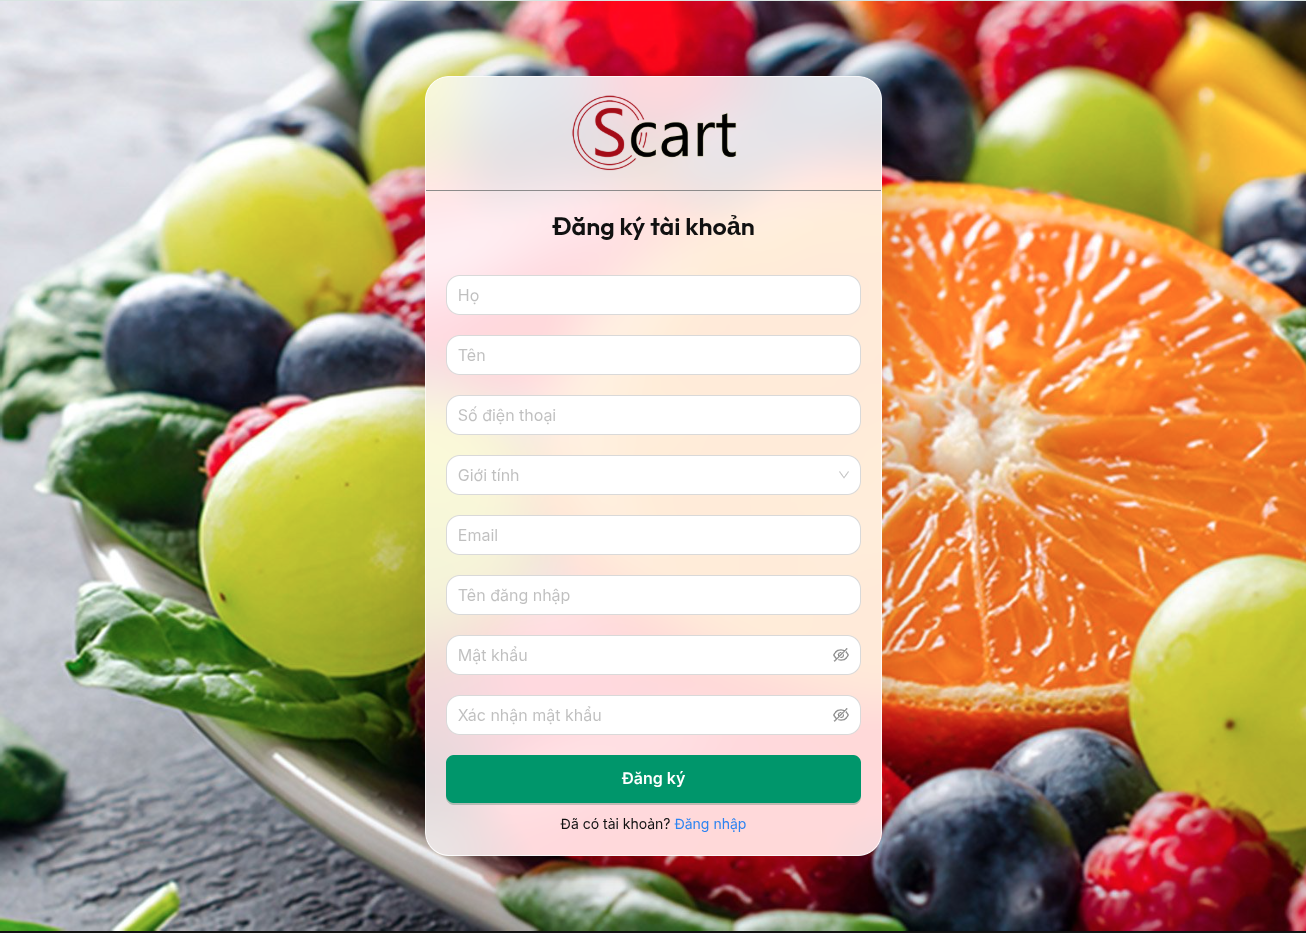 Scart
Đăng ký tài khoản
Họ
Tên
Số điện thoại
Giới tính
Email
Tên đăng nhập
Mật khẩu
Xác nhận mật khẩu
Đăng ký
Đã có tài khoản? Đăng nhập